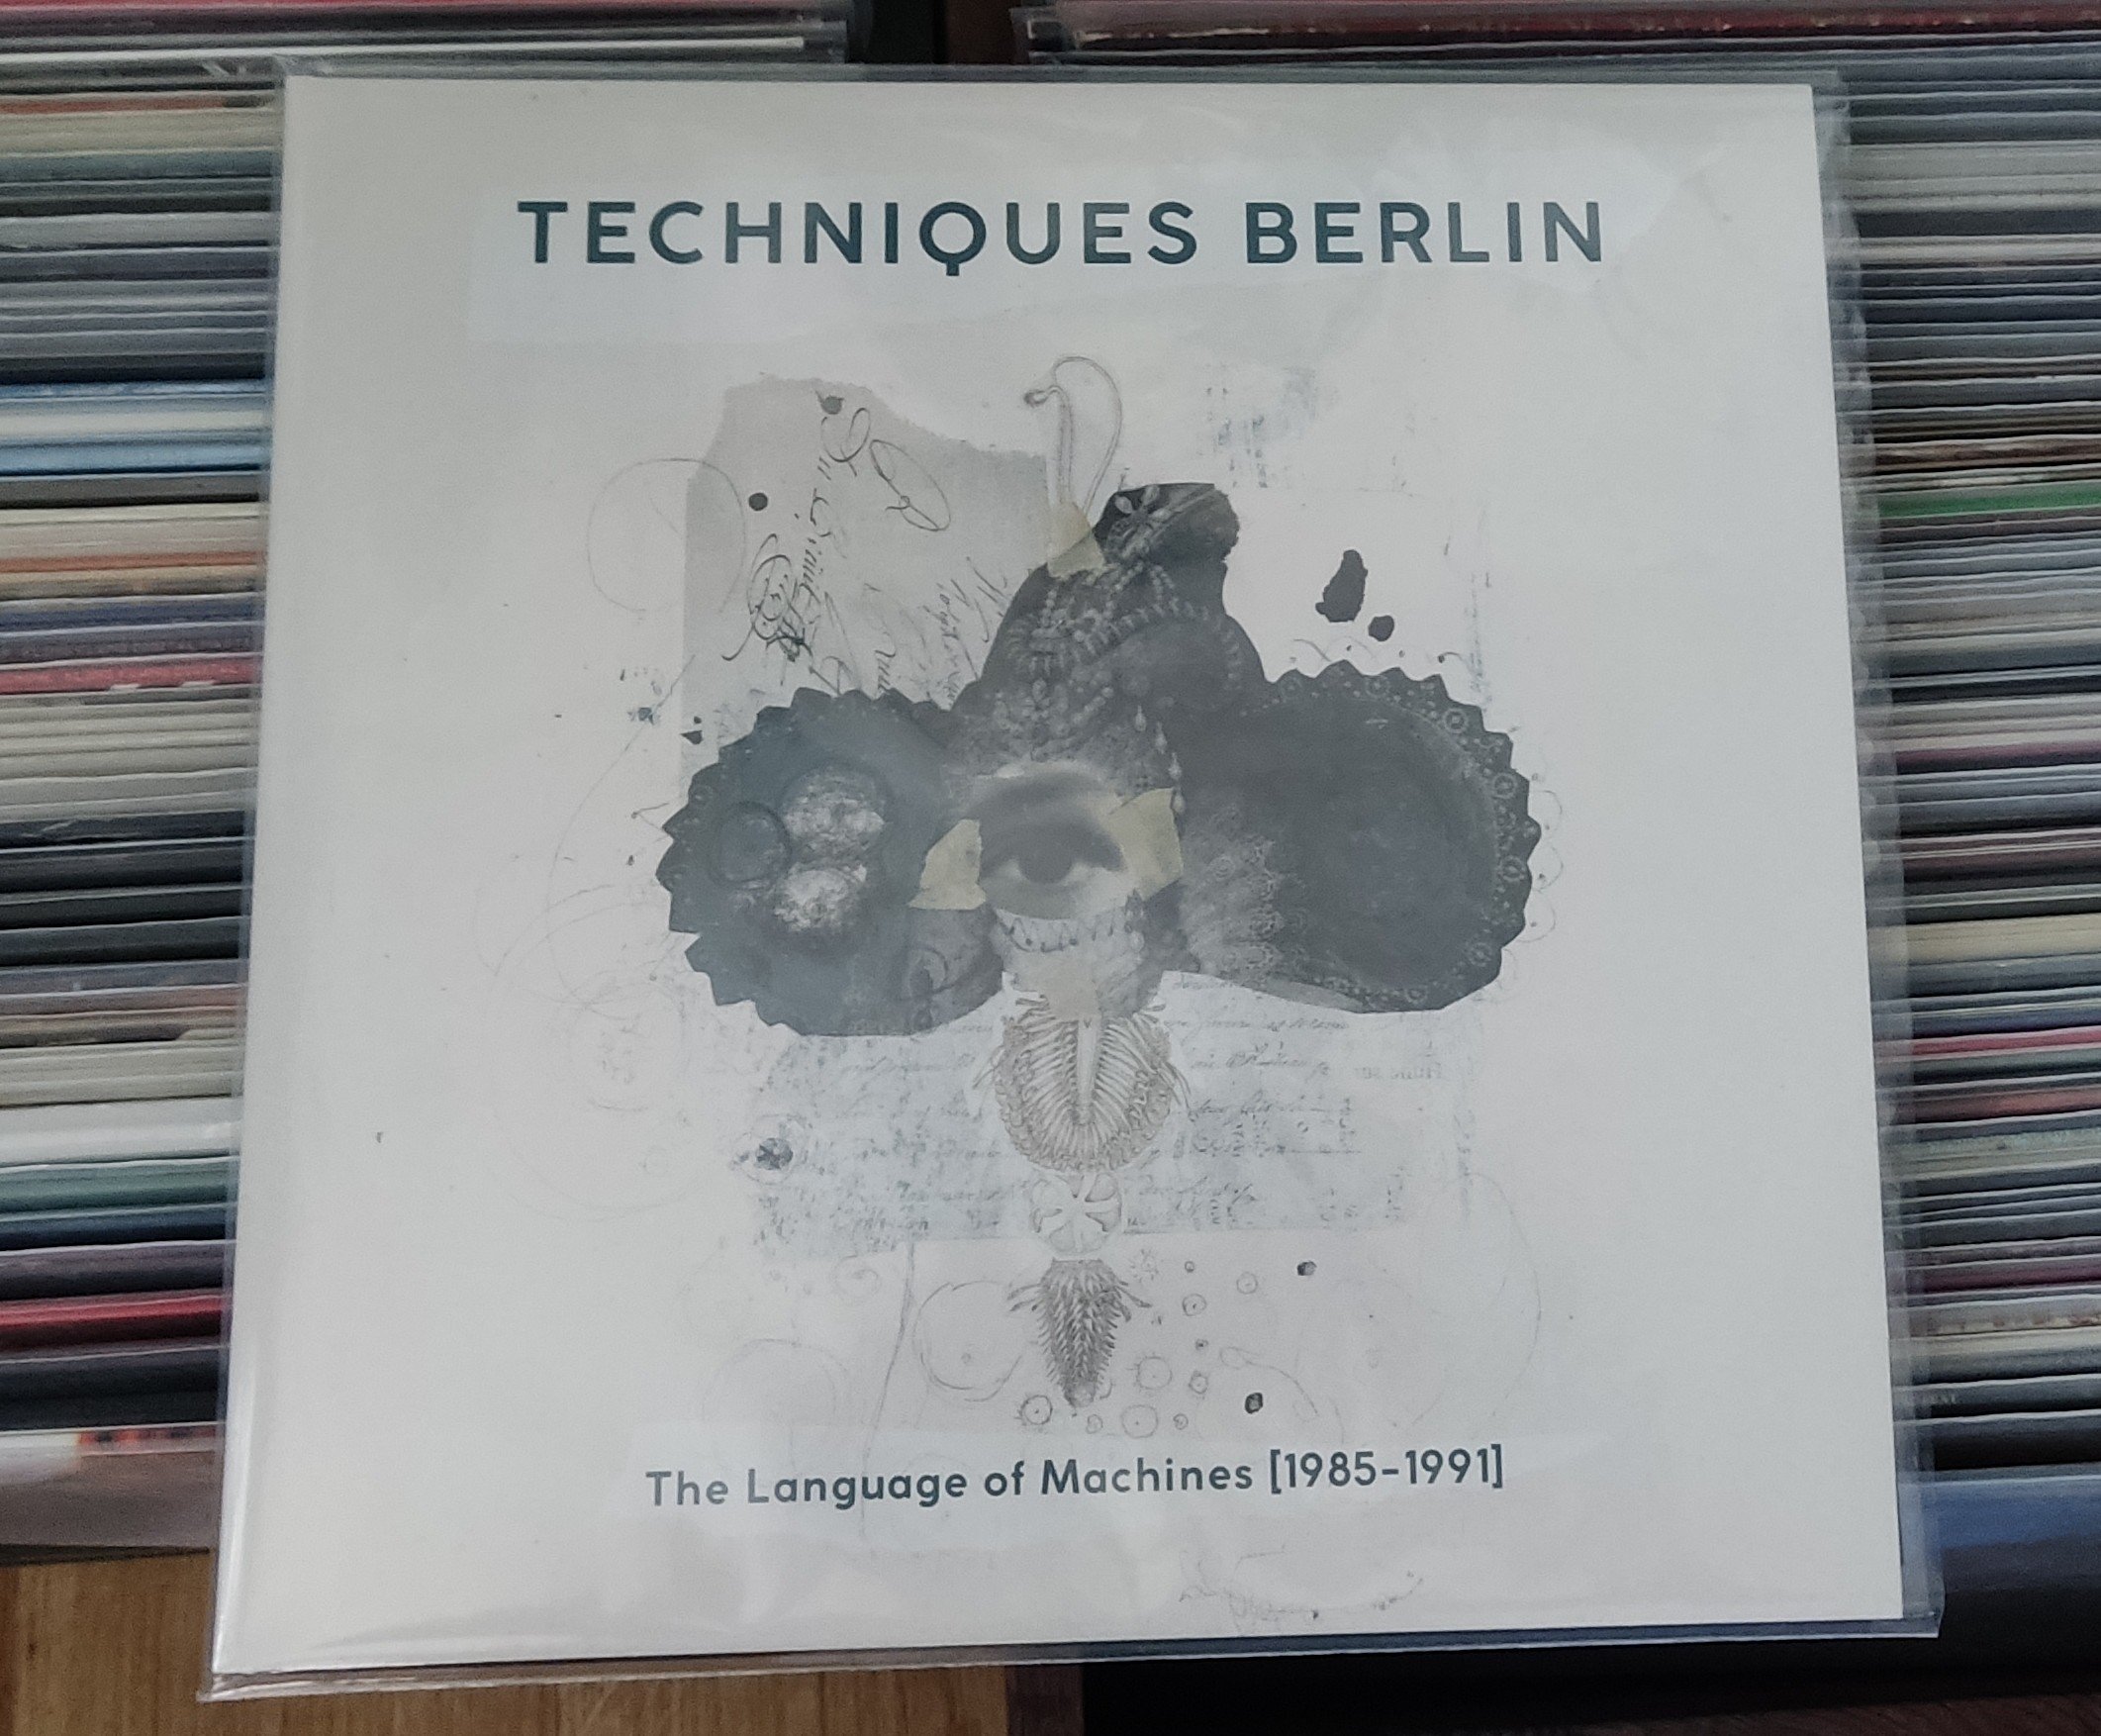 TECHNIQUES BERLIN
The Language of Machines [1985-1991]